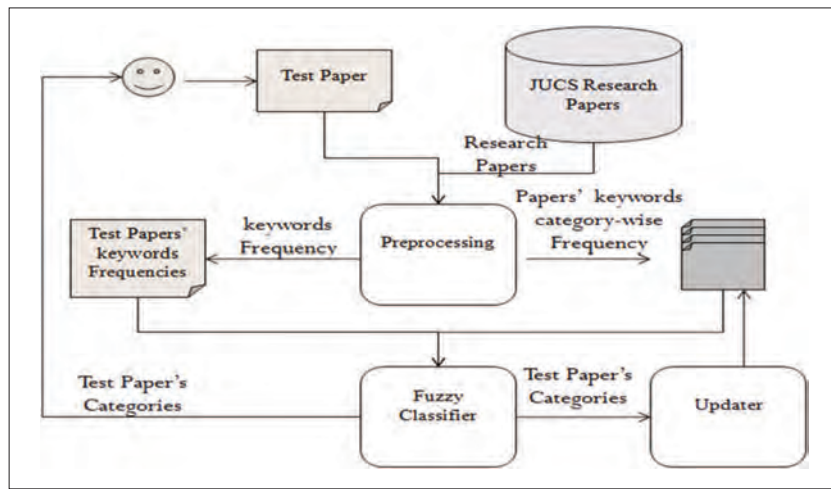 Test Paper
JUCS Research
Papers
Research
Papers
Papers' keywords
category-wise
Frequency
keywords
Frequency
Preprocessing
Test Papers'
keywords
Frequencies
Test Paper's
Categories
Fuzzy
Classifier
Test Paper's
Categories
Updater